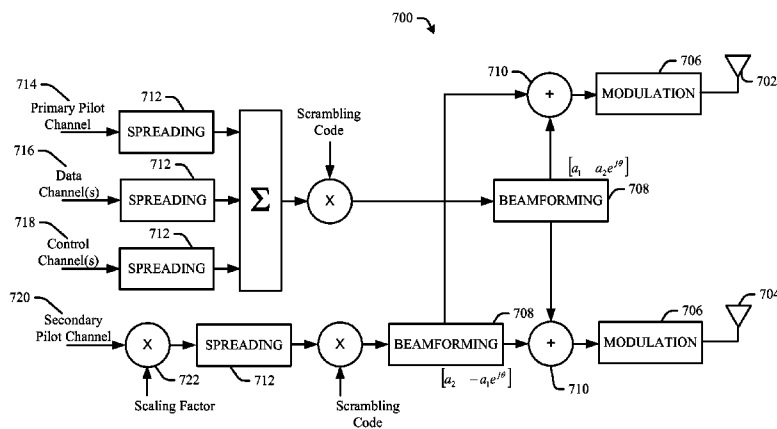 700
714
Primary Pilot
Channel
712
SPREADING
716
Data
Channel(s)
712
SPREADING
718
Control
Channel(s)
712
SPREADING
Σ
Scrambling
Code
X
710
+
706
MODULATION
702
[a₁ a₂e^{jθ}]
BEAMFORMING
708
720
Secondary
Pilot Channel
X
722
Scaling Factor
SPREADING
712
X
Scrambling
Code
708
BEAMFORMING
[a₂ -a₁e^{jθ}]
+
710
706
MODULATION
704